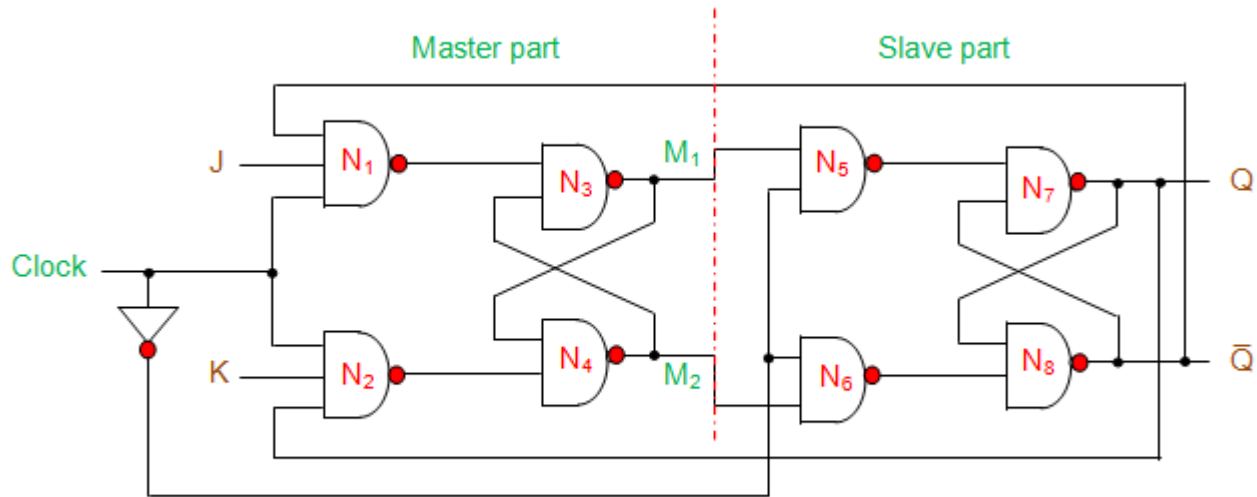 Master part
Slave part
J
N₁
N₃
M₁
N₅
N₇
Q
Clock
K
N₂
N₄
M₂
N₆
N₈
Q̅